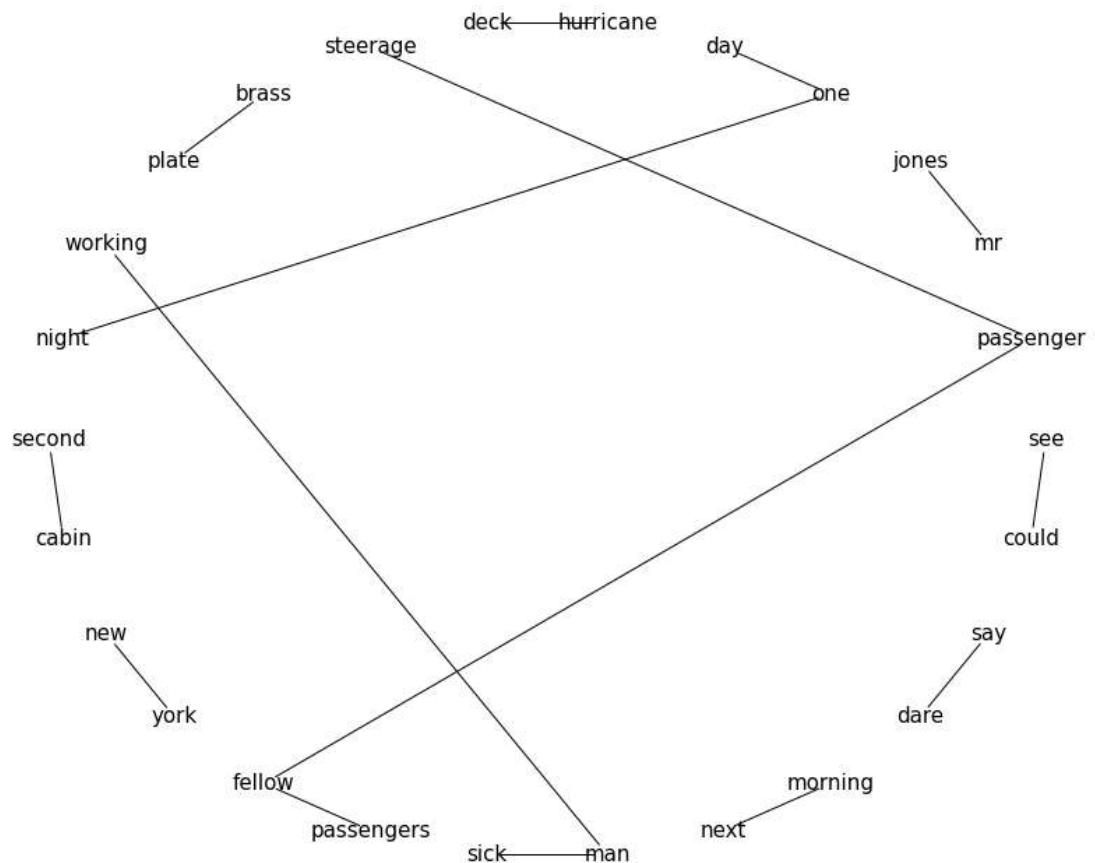 deck hurricane
steerage day
brass one
plate jones
working mr
night passenger
second see
cabin could
new say
york dare
fellow morning
passengers next
sick man